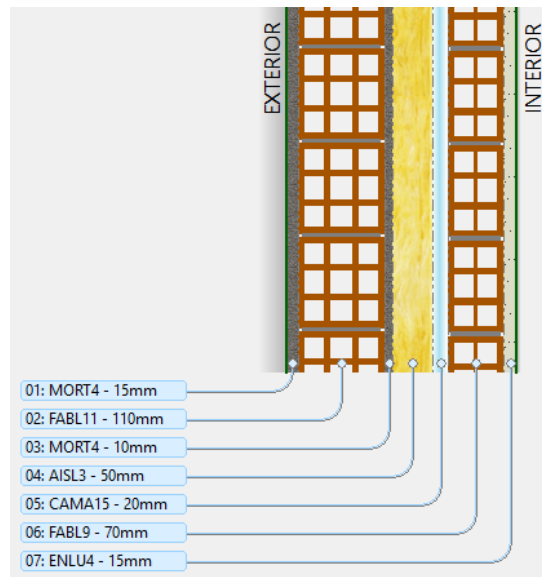 EXTERIOR
INTERIOR
01: MORT4 - 15mm
02: FABL11 - 110mm
03: MORT4 - 10mm
04: AISL3 - 50mm
05: CAMA15 - 20mm
06: FABL9 - 70mm
07: ENLU4 - 15mm